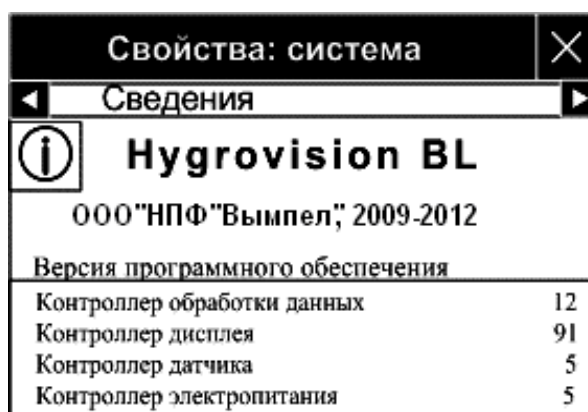 Свойства: система
Сведения
Hygrovision BL
ООО"НПФ"Вымпел", 2009-2012
Версия программного обеспечения
Контроллер обработки данных 12
Контроллер дисплея 91
Контроллер датчика 5
Контроллер электропитания 5